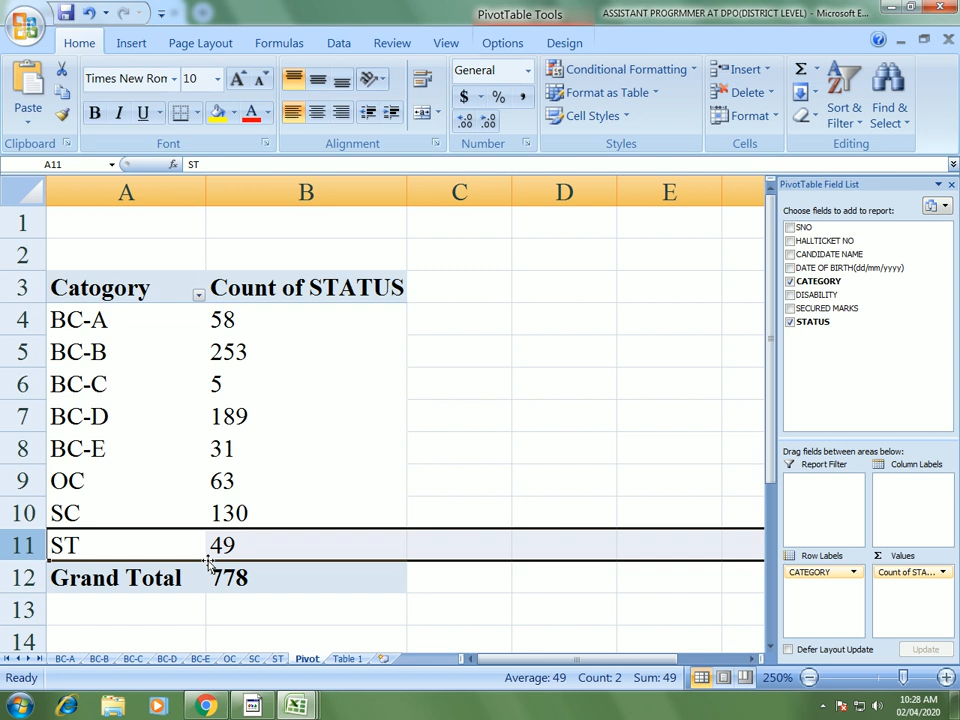 PivotTable Tools
ASSISTANT PROGRMMER AT DPO(DISTRICT LEVEL) - Microsoft E...
Home Insert Page Layout Formulas Data Review View Options Design
Paste
Clipboard
Times New Ron 10
B I U A
Font
Alignment
General
$ % ,
Number
Conditional Formatting
Format as Table
Cell Styles
Styles
Insert
Delete
Format
Cells
Σ
Sort & Filter
Find & Select
Editing
A11 fx ST
A B C D E
1
2
3 Catogory Count of STATUS
4 BC-A 58
5 BC-B 253
6 BC-C 5
7 BC-D 189
8 BC-E 31
9 OC 63
10 SC 130
11 ST 49
12 Grand Total 778
13
14
PivotTable Field List
Choose fields to add to report:
SNO
HALLTICKET NO
CANDIDATE NAME
DATE OF BIRTH(dd/mm/yyyy)
CATEGORY
DISABILITY
SECURED MARKS
STATUS
Drag fields between areas below:
Report Filter Column Labels
Row Labels Σ Values
CATEGORY Count of STA...
Defer Layout Update Update
BC-A BC-B BC-C BC-D BC-E OC SC ST Pivot Table 1
Ready Average: 49 Count: 2 Sum: 49 250%
10:28 AM
02/04/2020